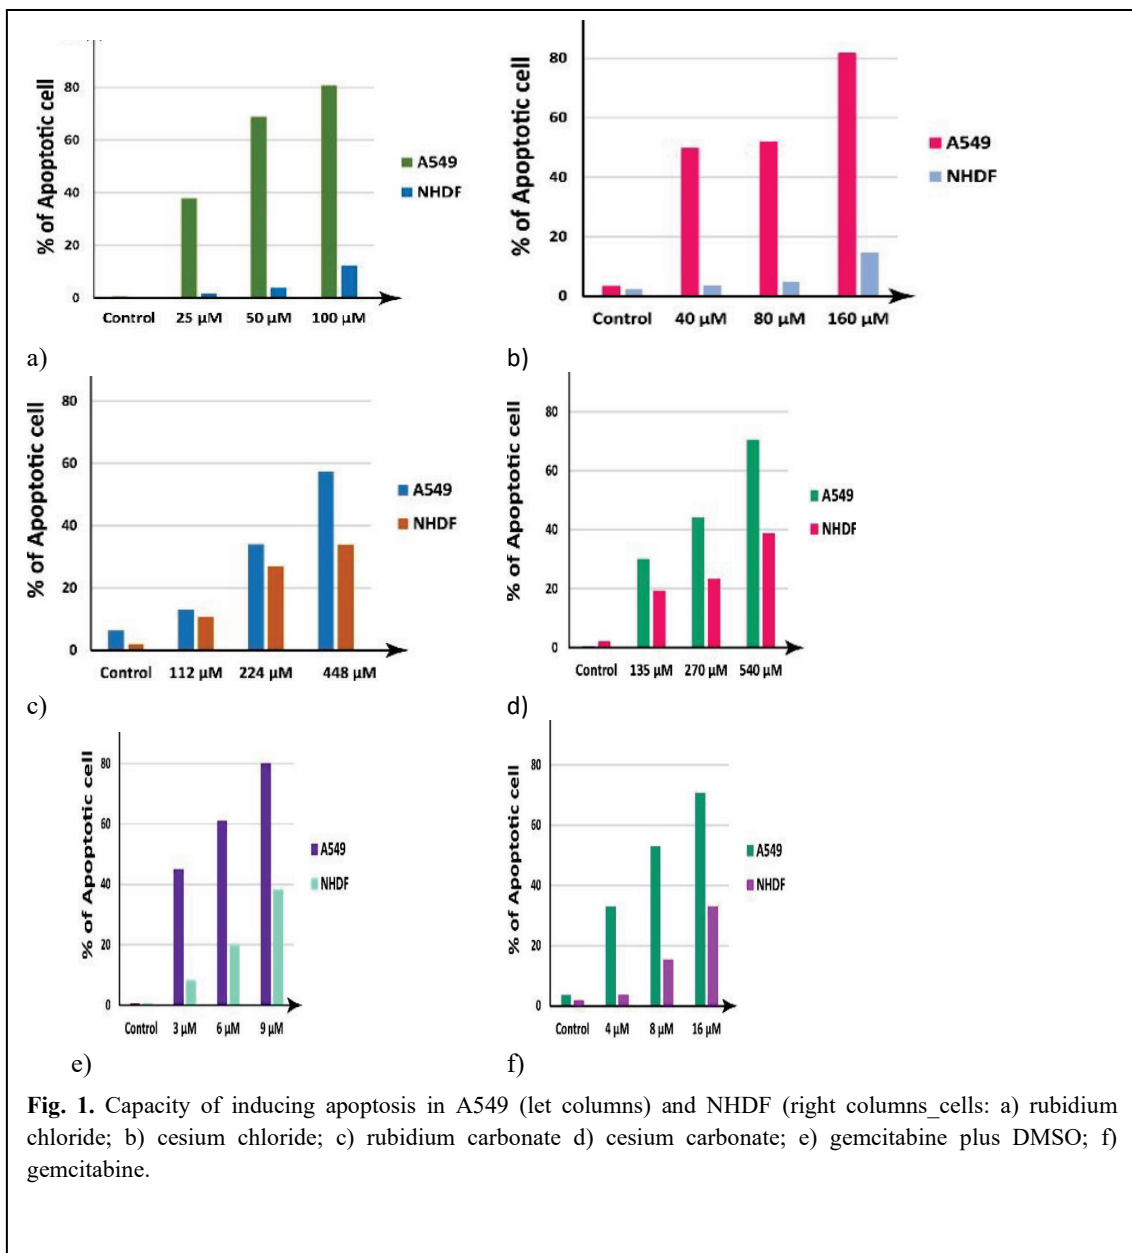 % of Apoptotic cell
80
60
40
20
0
Control 25 µM 50 µM 100 µM
A549
NHDF
a)
% of Apoptotic cell
80
60
40
20
0
Control 40 µM 80 µM 160 µM
A549
NHDF
b)
% of Apoptotic cell
80
60
40
20
0
Control 112 µM 224 µM 448 µM
A549
NHDF
c)
% of Apoptotic cell
80
60
40
20
0
Control 135 µM 270 µM 540 µM
A549
NHDF
d)
% of Apoptotic cell
80
60
40
20
0
Control 3 µM 6 µM 9 µM
A549
NHDF
e)
% of Apoptotic cell
80
60
40
20
0
Control 4 µM 8 µM 16 µM
A549
NHDF
f)
Fig. 1. Capacity of inducing apoptosis in A549 (let columns) and NHDF (right columns_cells: a) rubidium
chloride; b) cesium chloride; c) rubidium carbonate d) cesium carbonate; e) gemcitabine plus DMSO; f)
gemcitabine.